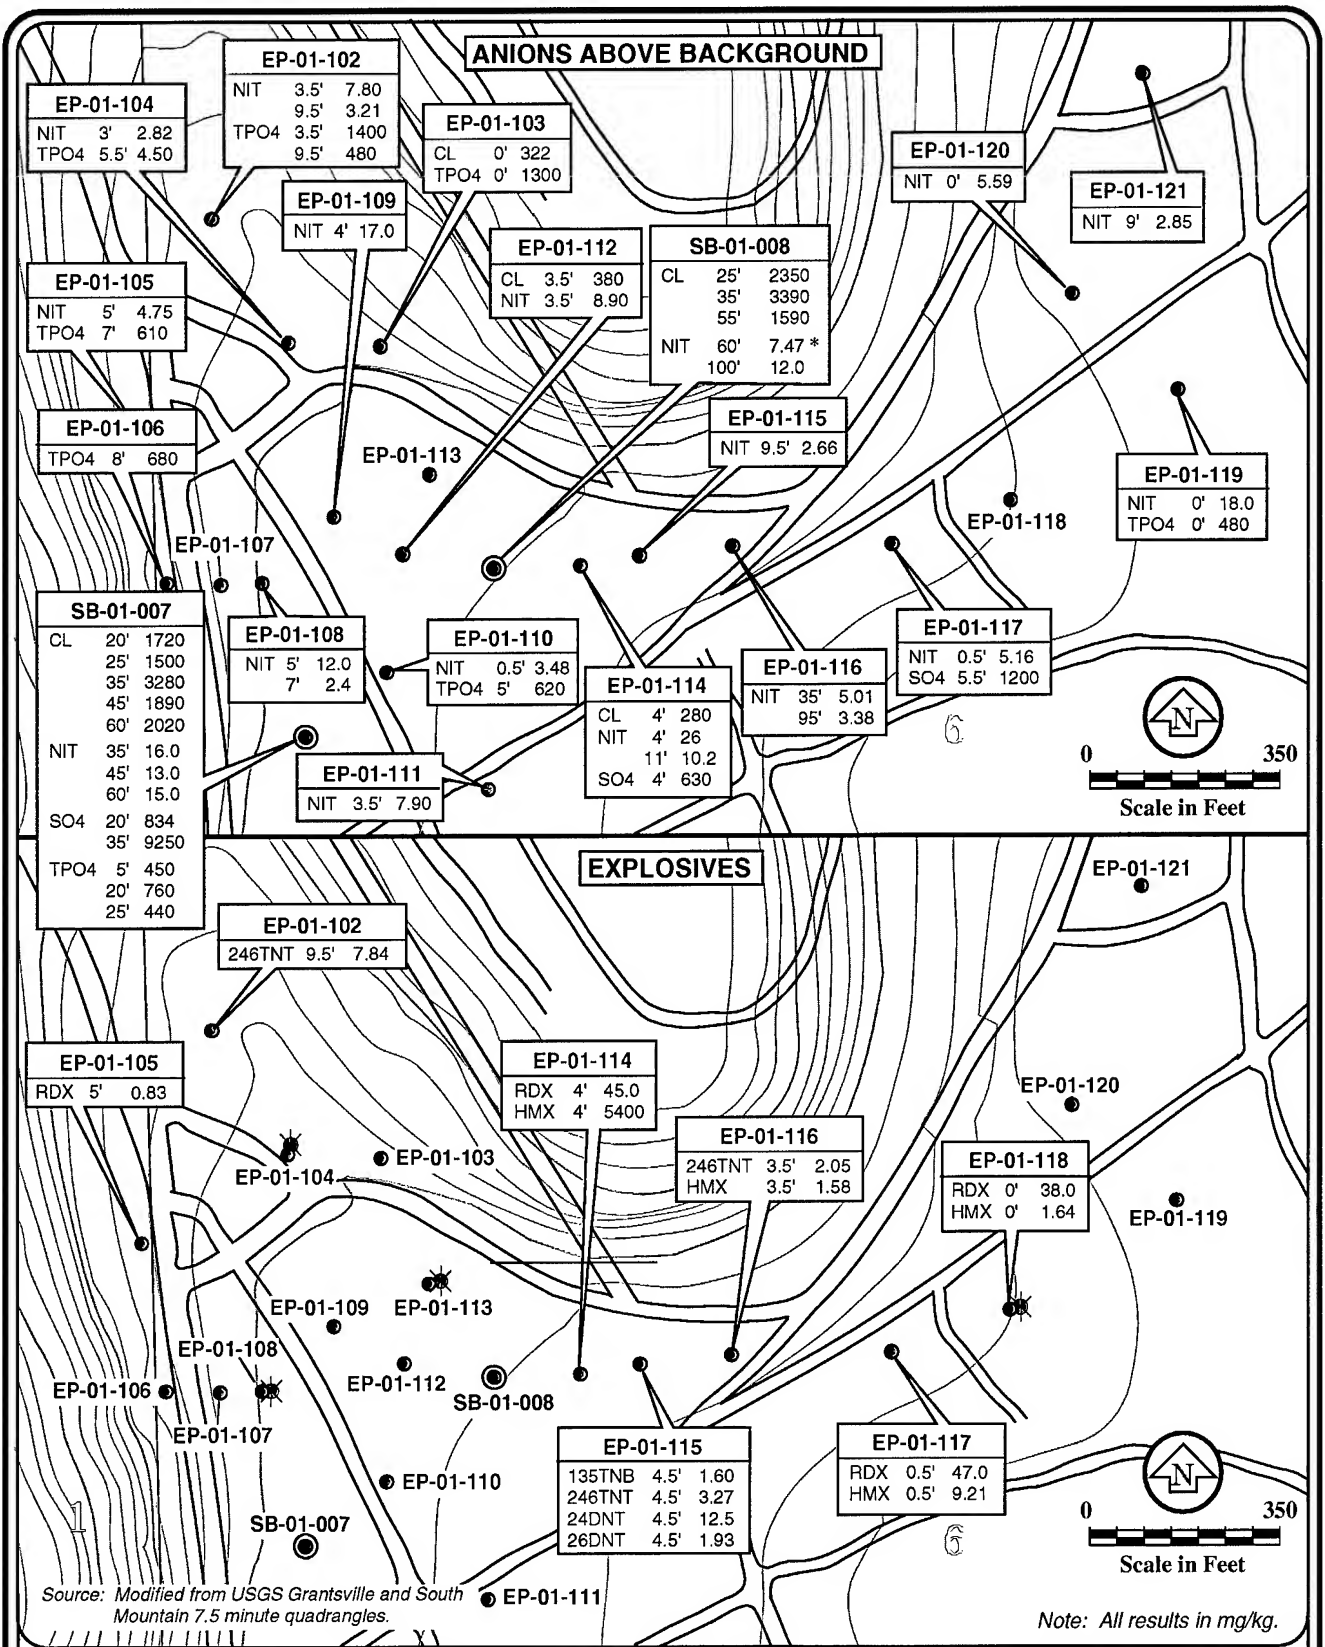 ANIONS ABOVE BACKGROUND
EP-01-102
NIT 3.5' 7.80
9.5' 3.21
TPO4 3.5' 1400
9.5' 480
EP-01-104
NIT 3' 2.82
TPO4 5.5' 4.50
EP-01-103
CL 0' 322
TPO4 0' 1300
EP-01-109
NIT 4' 17.0
EP-01-120
NIT 0' 5.59
EP-01-121
NIT 9' 2.85
EP-01-112
CL 3.5' 380
NIT 3.5' 8.90
SB-01-008
CL 25' 2350
35' 3390
55' 1590
NIT 60' 7.47 *
100' 12.0
EP-01-105
NIT 5' 4.75
TPO4 7' 610
EP-01-106
TPO4 8' 680
EP-01-113
EP-01-115
NIT 9.5' 2.66
EP-01-119
NIT 0' 18.0
TPO4 0' 480
EP-01-118
EP-01-107
SB-01-007
CL 20' 1720
25' 1500
35' 3280
45' 1890
60' 2020
NIT 35' 16.0
45' 13.0
60' 15.0
SO4 20' 834
35' 9250
TPO4 5' 450
20' 760
25' 440
EP-01-108
NIT 5' 12.0
7' 2.4
EP-01-110
NIT 0.5' 3.48
TPO4 5' 620
EP-01-114
CL 4' 280
NIT 4' 26
11' 10.2
SO4 4' 630
EP-01-116
NIT 35' 5.01
95' 3.38
EP-01-117
NIT 0.5' 5.16
SO4 5.5' 1200
EP-01-111
NIT 3.5' 7.90
6
N
0 350
Scale in Feet
EXPLOSIVES
EP-01-121
EP-01-102
246TNT 9.5' 7.84
EP-01-105
RDX 5' 0.83
EP-01-114
RDX 4' 45.0
HMX 4' 5400
EP-01-120
EP-01-116
246TNT 3.5' 2.05
HMX 3.5' 1.58
EP-01-118
RDX 0' 38.0
HMX 0' 1.64
EP-01-104
EP-01-103
EP-01-119
EP-01-109
EP-01-113
EP-01-108
EP-01-106
EP-01-112
SB-01-008
EP-01-107
EP-01-115
135TNB 4.5' 1.60
246TNT 4.5' 3.27
24DNT 4.5' 12.5
26DNT 4.5' 1.93
EP-01-117
RDX 0.5' 47.0
HMX 0.5' 9.21
EP-01-110
1
SB-01-007
6
N
0 350
Scale in Feet
EP-01-111
Source: Modified from USGS Grantsville and South
Mountain 7.5 minute quadrangles.
Note: All results in mg/kg.